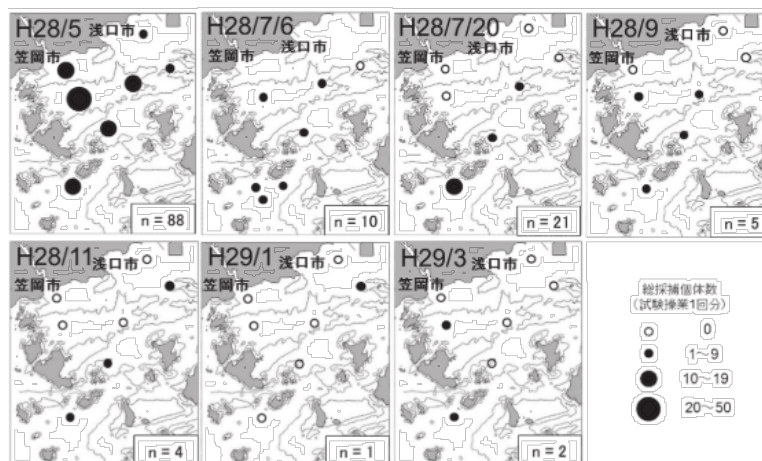 H28/5 浅口市
笠岡市
n = 88
H28/7/6
浅口市
笠岡市
n = 10
H28/7/20
浅口市
笠岡市
n = 21
H28/9 浅口市
笠岡市
n = 5
H28/11 浅口市
笠岡市
n = 4
H29/1 浅口市
笠岡市
n = 1
H29/3 浅口市
笠岡市
n = 2
総採捕個体数
(試験操業1回分)
0
1~9
10~19
20~50